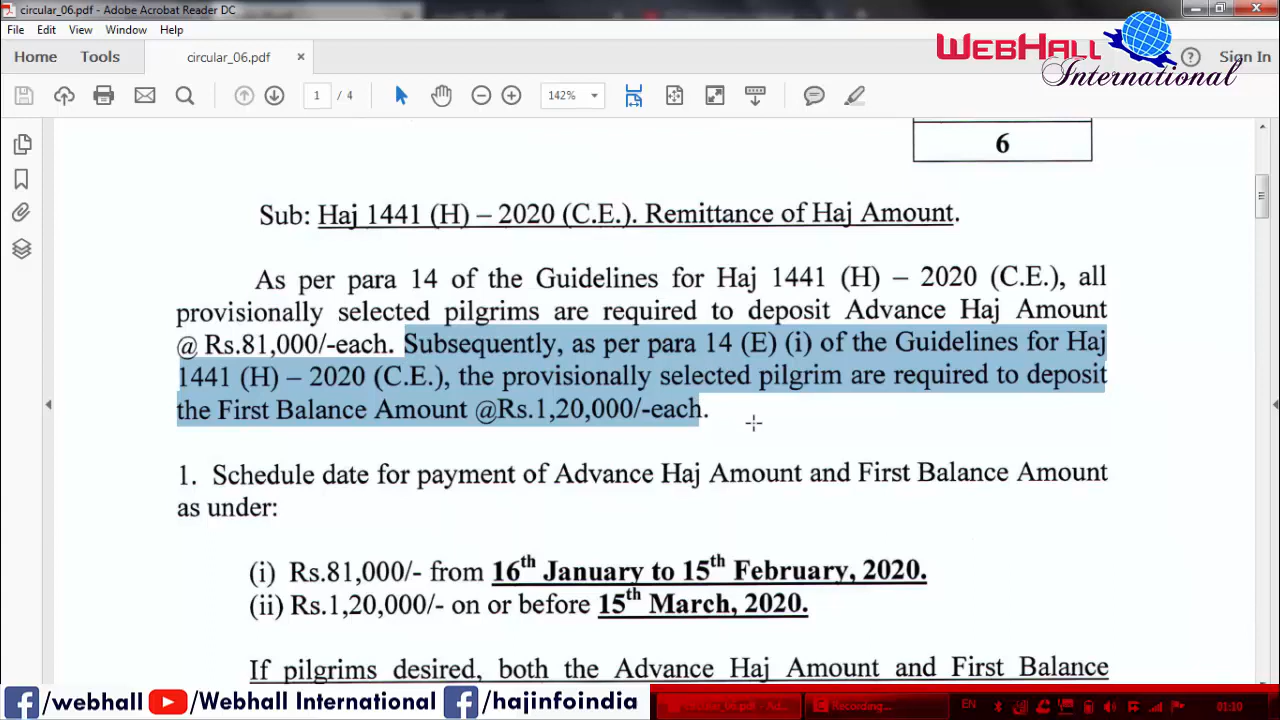 circular_06.pdf - Adobe Acrobat Reader DC
File Edit View Window Help
WEBHALL
International
Home Tools circular_06.pdf × Sign In
1 / 4 142%
6
Sub: Haj 1441 (H) – 2020 (C.E.). Remittance of Haj Amount.
As per para 14 of the Guidelines for Haj 1441 (H) – 2020 (C.E.), all
provisionally selected pilgrims are required to deposit Advance Haj Amount
@ Rs.81,000/-each. Subsequently, as per para 14 (E) (i) of the Guidelines for Haj
1441 (H) – 2020 (C.E.), the provisionally selected pilgrim are required to deposit
the First Balance Amount @Rs.1,20,000/-each.
1. Schedule date for payment of Advance Haj Amount and First Balance Amount
as under:
(i) Rs.81,000/- from 16th January to 15th February, 2020.
(ii) Rs.1,20,000/- on or before 15th March, 2020.
If pilgrims desired, both the Advance Haj Amount and First Balance
f/webhall /Webhall International f/hajinfoindia
circular_06.pdf - Ad... Recording... EN 01:10